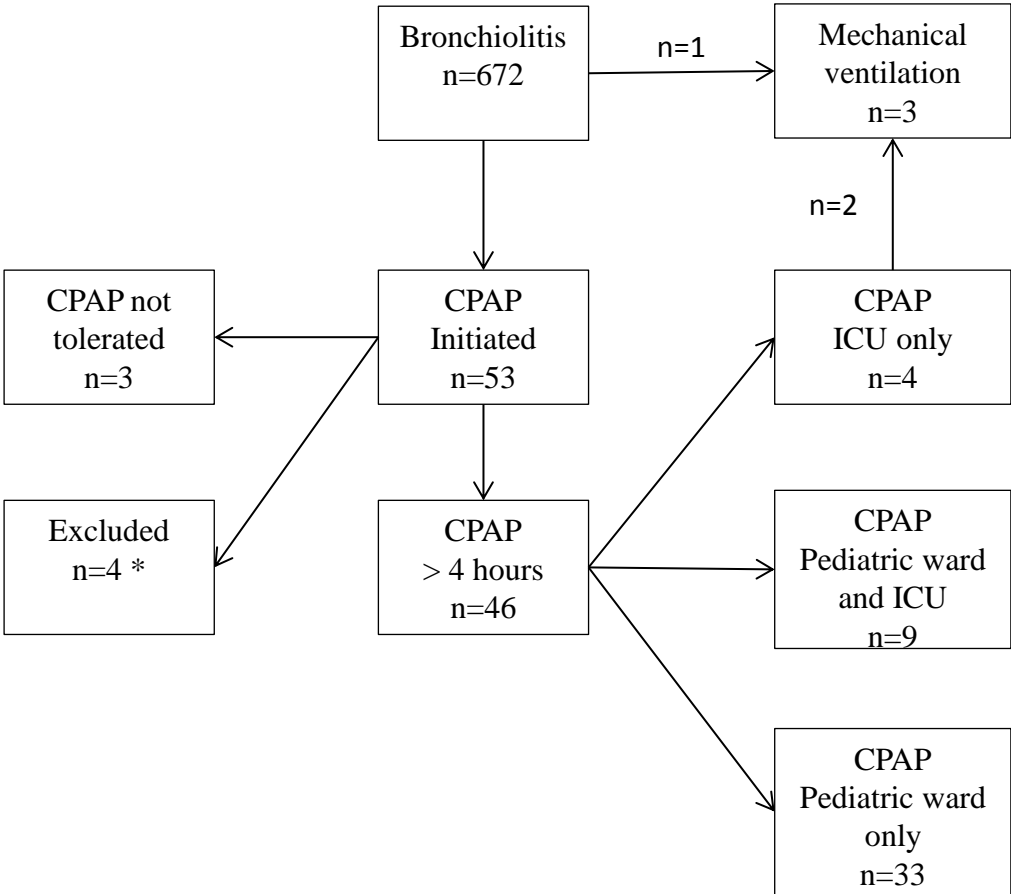 Bronchiolitis
n=672
n=1
Mechanical
ventilation
n=3
n=2
CPAP not
tolerated
n=3
CPAP
Initiated
n=53
CPAP
ICU only
n=4
Excluded
n=4 *
CPAP
> 4 hours
n=46
CPAP
Pediatric ward
and ICU
n=9
CPAP
Pediatric ward
only
n=33